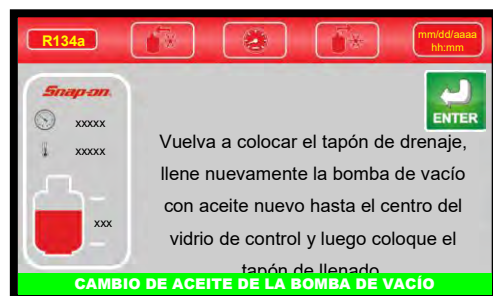 R134a
mm/dd/aaaa
hh:mm
Snap-on
ENTER
xxxxx
xxxxx
xxx
Vuelva a colocar el tapón de drenaje,
llene nuevamente la bomba de vacío
con aceite nuevo hasta el centro del
vidrio de control y luego coloque el
tapón de llenado
CAMBIO DE ACEITE DE LA BOMBA DE VACÍO